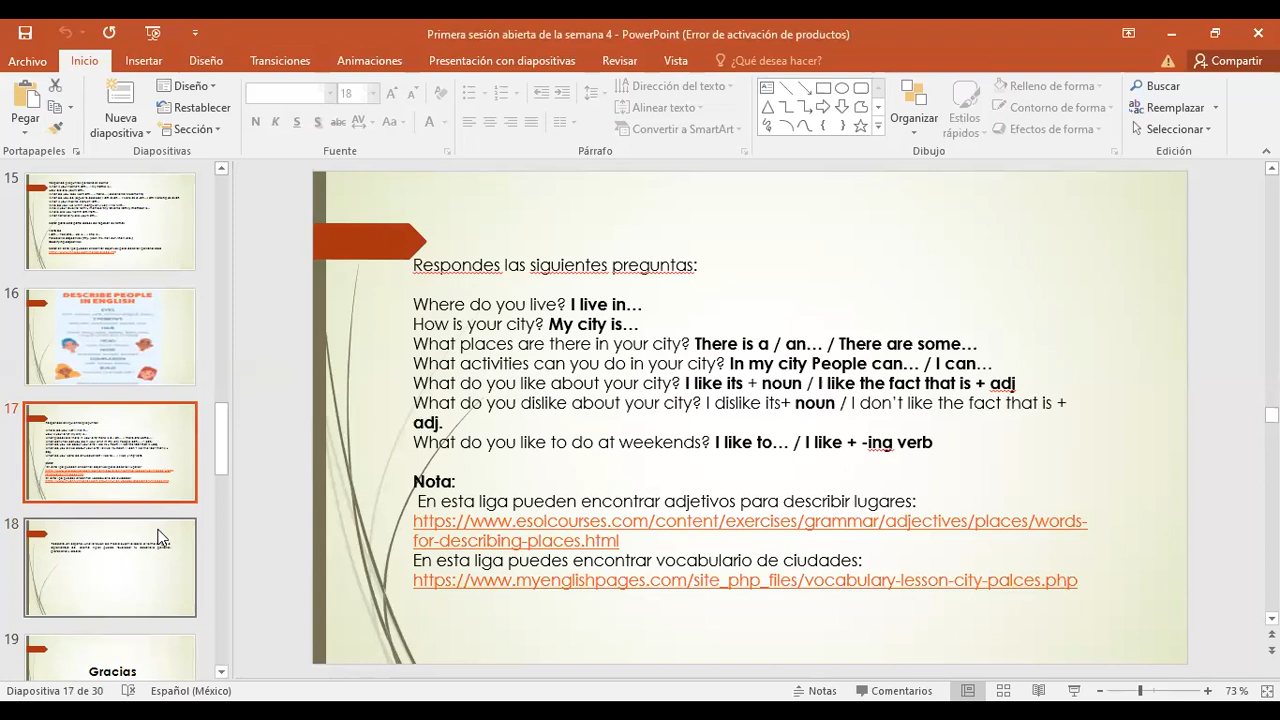 Primera sesión abierta de la semana 4 - PowerPoint (Error de activación de productos)
Archivo Inicio Insertar Diseño Transiciones Animaciones Presentación con diapositivas Revisar Vista ¿Qué desea hacer? Compartir
Pegar
Portapapeles
Nueva diapositiva
Diseño
Restablecer
Sección
Diapositivas
18
N K S S abc AV Aa A
Fuente
Dirección del texto
Alinear texto
Convertir a SmartArt
Párrafo
Organizar
Estilos rápidos
Relleno de forma
Contorno de forma
Efectos de forma
Dibujo
Buscar
Reemplazar
Seleccionar
Edición
15
16
DESCRIBE PEOPLE
IN ENGLISH
17
18
19
Gracias
Respondes las siguientes preguntas:
Where do you live? I live in…
How is your city? My city is…
What places are there in your city? There is a / an… / There are some…
What activities can you do in your city? In my city People can… / I can…
What do you like about your city? I like its + noun / I like the fact that is + adj
What do you dislike about your city? I dislike its+ noun / I don't like the fact that is +
adj.
What do you like to do at weekends? I like to… / I like + -ing verb
Nota:
En esta liga pueden encontrar adjetivos para describir lugares:
https://www.esolcourses.com/content/exercises/grammar/adjectives/places/words-
for-describing-places.html
En esta liga puedes encontrar vocabulario de ciudades:
https://www.myenglishpages.com/site_php_files/vocabulary-lesson-city-palces.php
Diapositiva 17 de 30 Español (México) Notas Comentarios 73 %